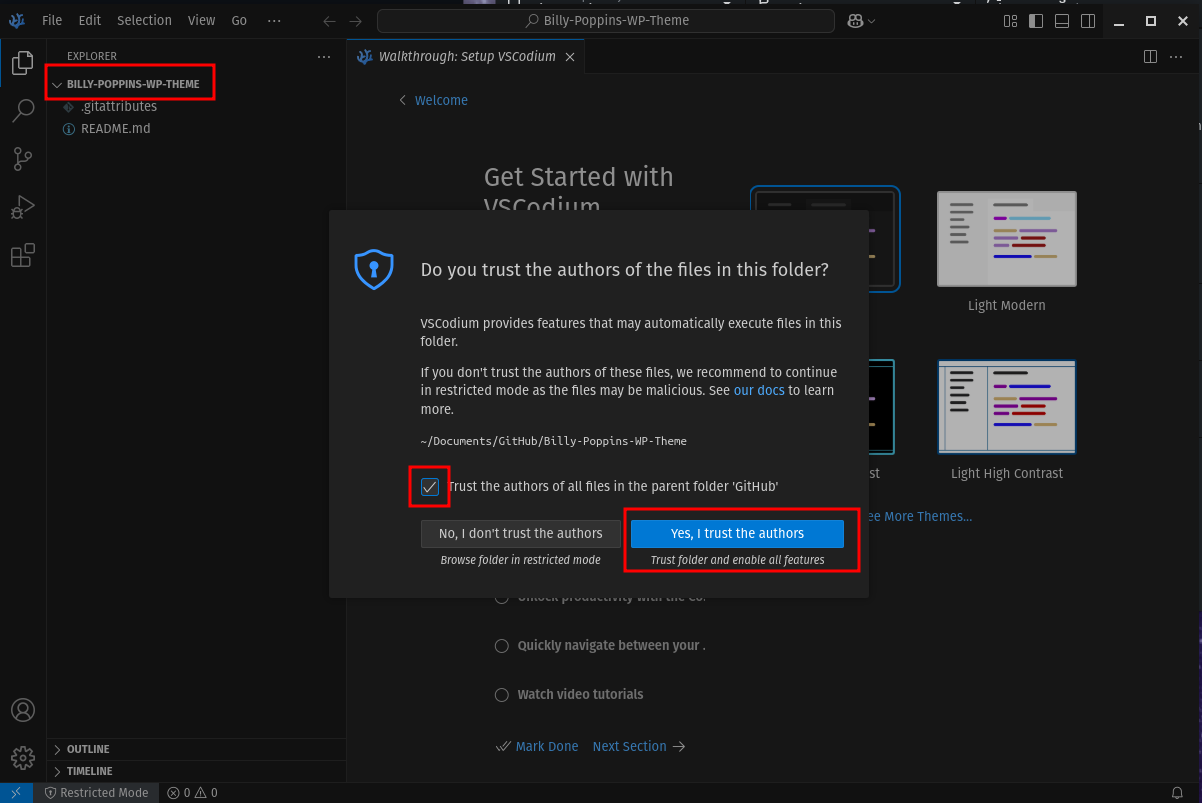 File Edit Selection View Go ···
Billy-Poppins-WP-Theme
EXPLORER
BILLY-POPPINS-WP-THEME
.gitattributes
README.md
OUTLINE
TIMELINE
Walkthrough: Setup VSCodium
Welcome
Get Started with
VSCodium
Light Modern
Light High Contrast
Do you trust the authors of the files in this folder?
VSCodium provides features that may automatically execute files in this
folder.
If you don't trust the authors of these files, we recommend to continue
in restricted mode as the files may be malicious. See our docs to learn
more.
~/Documents/GitHub/Billy-Poppins-WP-Theme
Trust the authors of all files in the parent folder 'GitHub'
No, I don't trust the authors
Browse folder in restricted mode
Yes, I trust the authors
Trust folder and enable all features
ee More Themes...
Unlock productivity with the Co.
Quickly navigate between your .
Watch video tutorials
Mark Done Next Section
Restricted Mode 0 0